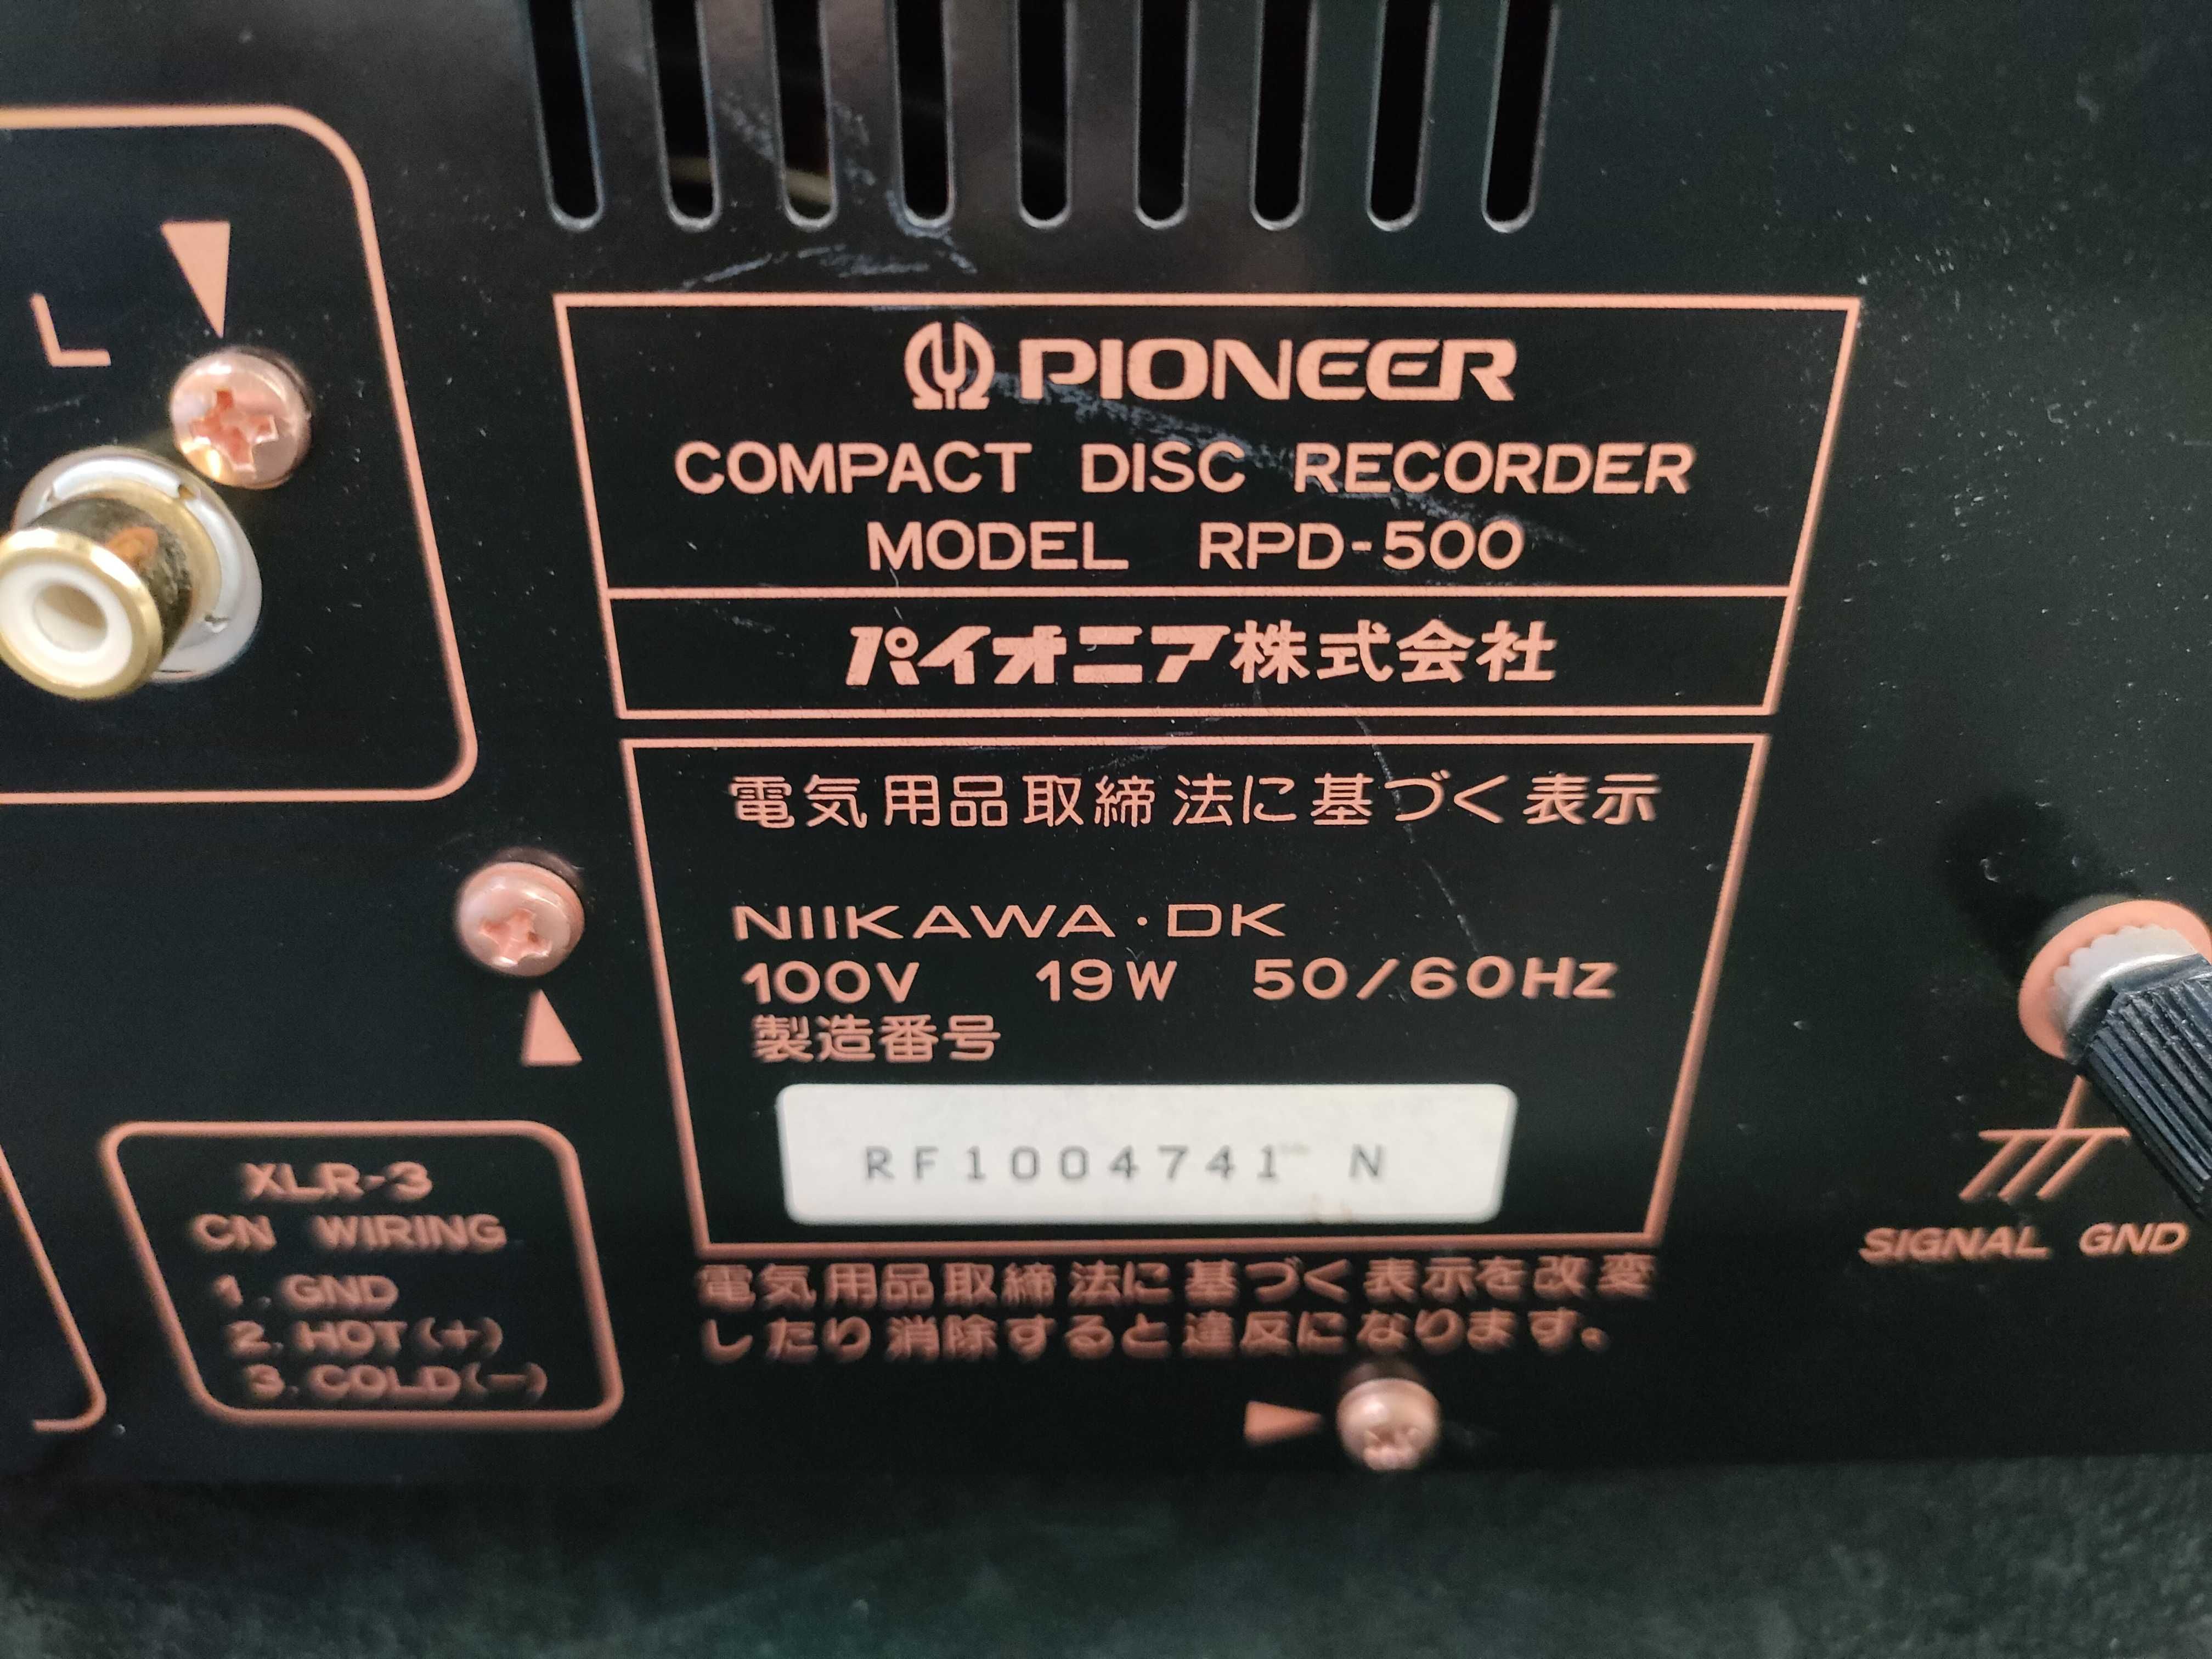 L
PIONEER
COMPACT DISC RECORDER
MODEL RPD-500
パイオニア株式会社
電気用品取締法に基づく表示
NIIKAWA・DK
100V 19W 50/60Hz
製造番号
RF1004741 N
電気用品取締法に基づく表示を改変
したり消除すると違反になります。
XLR-3
CN WIRING
1. GND
2. HOT(+)
3. COLD(-)
SIGNAL GND